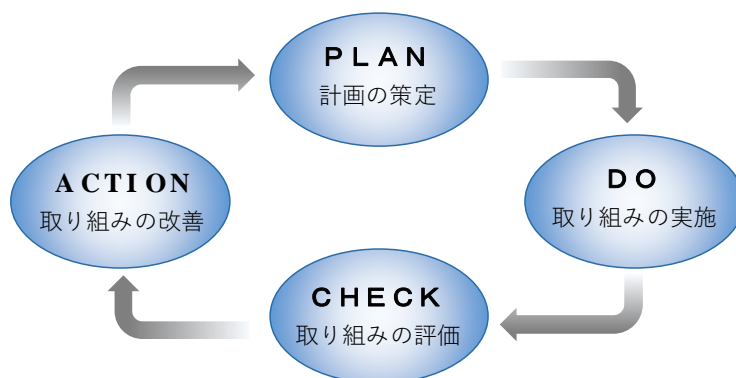 PLAN
計画の策定
DO
取り組みの実施
CHECK
取り組みの評価
ACTION
取り組みの改善